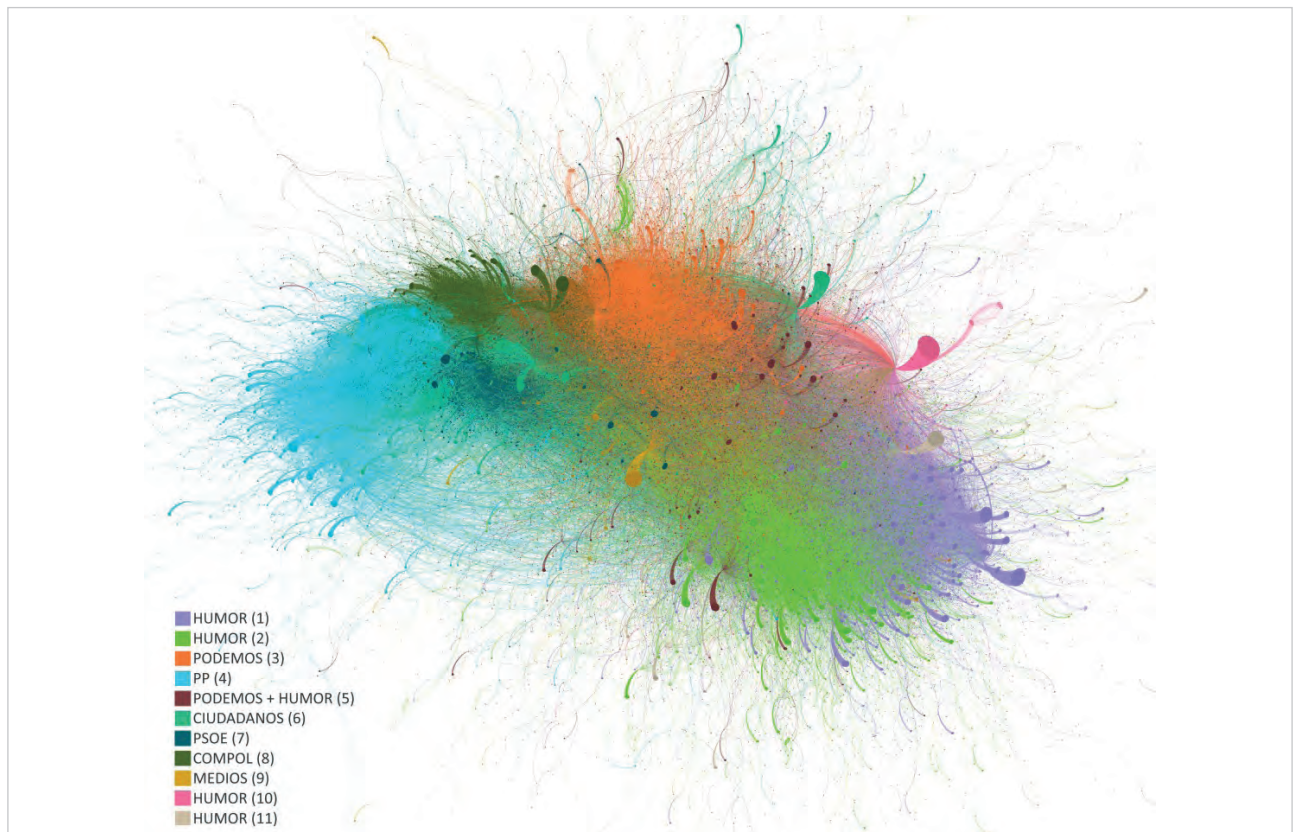 HUMOR (1)
HUMOR (2)
PODEMOS (3)
PP (4)
PODEMOS + HUMOR (5)
CIUDADANOS (6)
PSOE (7)
COMPOL (8)
MEDIOS (9)
HUMOR (10)
HUMOR (11)